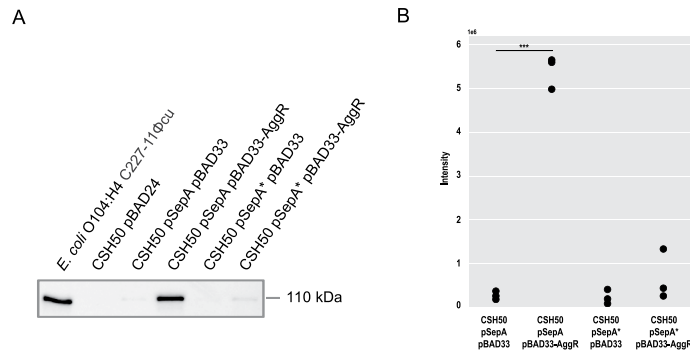 A
E. coli O104:H4 C227-11Φcu
CSH50 pBAD24
CSH50 pSepA pBAD33
CSH50 pSepA pBAD33-AggR
CSH50 pSepA* pBAD33
CSH50 pSepA* pBAD33-AggR
110 kDa
B
1e6
6
5
4
3
2
1
0
Intensity
***
CSH50
pSepA
pBAD33
CSH50
pSepA
pBAD33-AggR
CSH50
pSepA*
pBAD33
CSH50
pSepA*
pBAD33-AggR